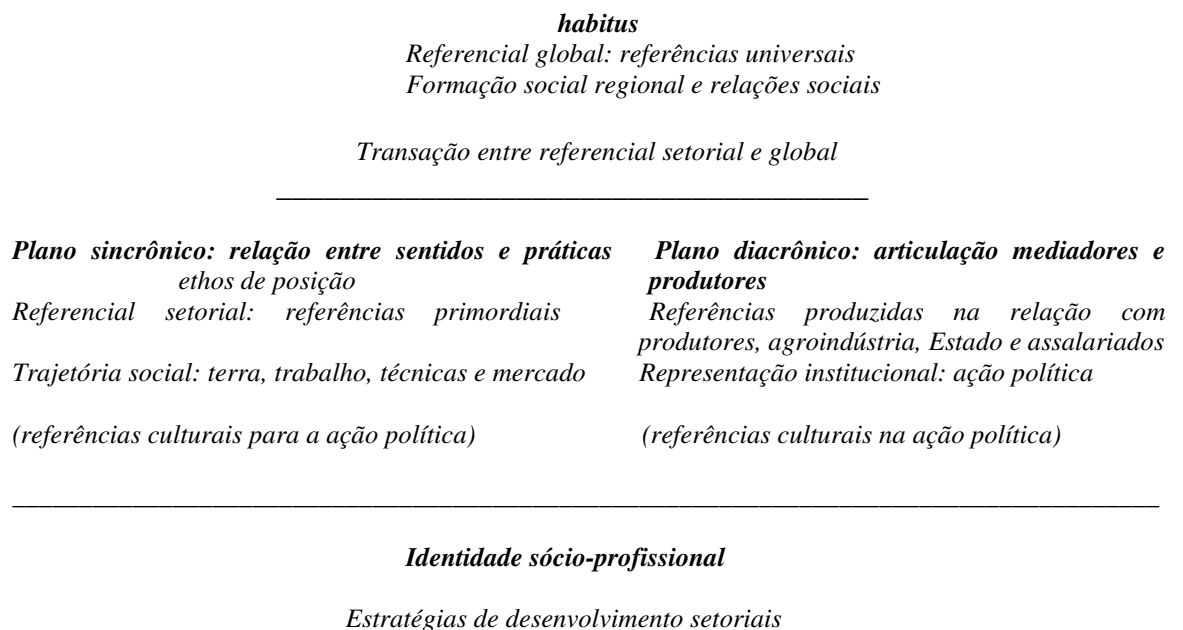 habitus
Referencial global: referências universais
Formação social regional e relações sociais
Transação entre referencial setorial e global
Plano sincrônico: relação entre sentidos e práticas
ethos de posição
Referencial setorial: referências primordiais
Trajetória social: terra, trabalho, técnicas e mercado
(referências culturais para a ação política)
Plano diacrônico: articulação mediadores e
produtores
Referências produzidas na relação com
produtores, agroindústria, Estado e assalariados
Representação institucional: ação política
(referências culturais na ação política)
Identidade sócio-profissional
Estratégias de desenvolvimento setoriais